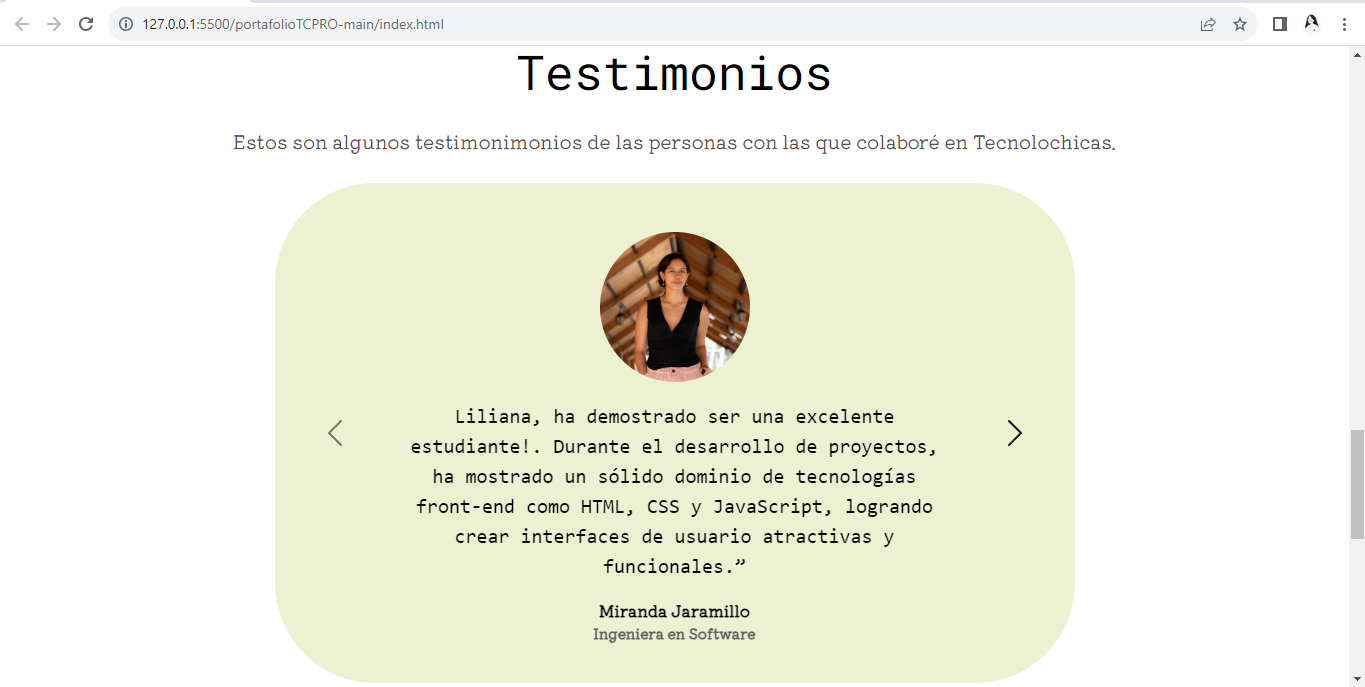 127.0.0.1:5500/portafolioTCPRO-main/index.html
Testimonios
Estos son algunos testimonimonios de las personas con las que colaboré en Tecnolochicas.
Liliana, ha demostrado ser una excelente
estudiante!. Durante el desarrollo de proyectos,
ha mostrado un sólido dominio de tecnologías
front-end como HTML, CSS y JavaScript, logrando
crear interfaces de usuario atractivas y
funcionales.”
Miranda Jaramillo
Ingeniera en Software